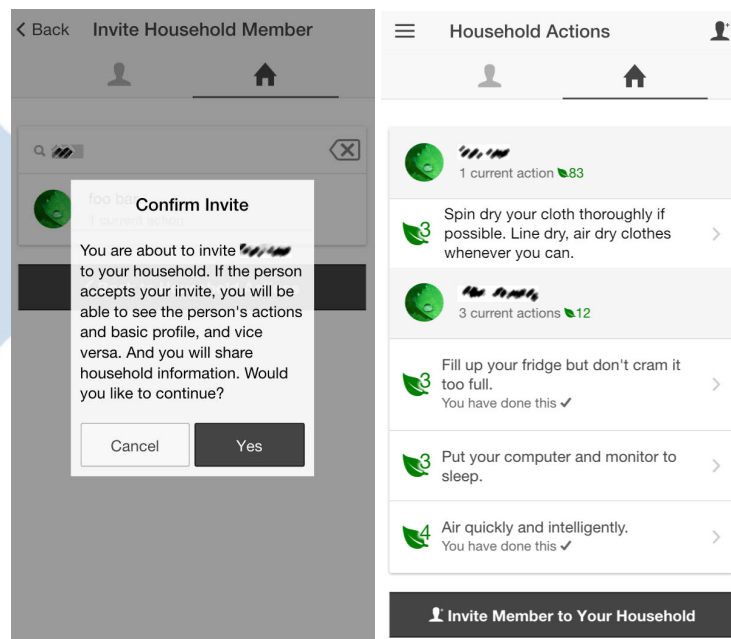 Back Invite Household Member
foo bar
1 current action
Confirm Invite
You are about to invite
to your household. If the person
accepts your invite, you will be
able to see the person's actions
and basic profile, and vice
versa. And you will share
household information. Would
you like to continue?
Cancel Yes
Household Actions
1 current action 83
3 Spin dry your cloth thoroughly if
possible. Line dry, air dry clothes
whenever you can.
3 current actions 12
3 Fill up your fridge but don't cram it
too full.
You have done this ✓
3 Put your computer and monitor to
sleep.
4 Air quickly and intelligently.
You have done this ✓
Invite Member to Your Household